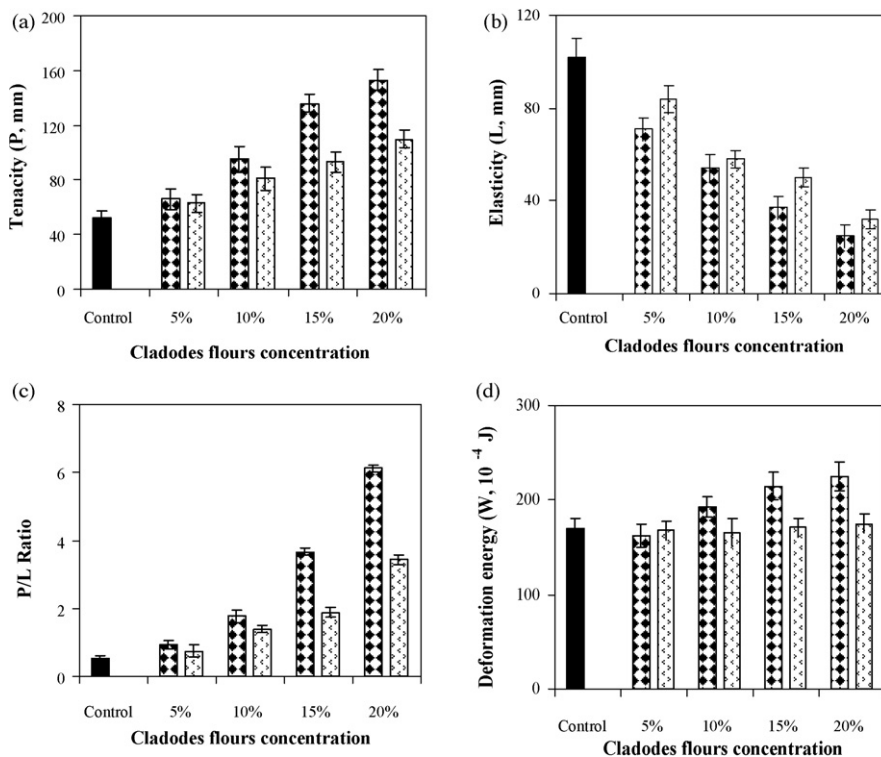 (a)
Tenacity (P, mm)
200
160
120
80
40
0
Control 5% 10% 15% 20%
Cladodes flours concentration
(b)
Elasticity (L, mm)
120
80
40
0
Control 5% 10% 15% 20%
Cladodes flours concentration
(c)
P/L Ratio
8
6
4
2
0
Control 5% 10% 15% 20%
Cladodes flours concentration
(d)
Deformation energy (W, 10 ⁻⁴ J)
300
200
100
0
Control 5% 10% 15% 20%
Cladodes flours concentration